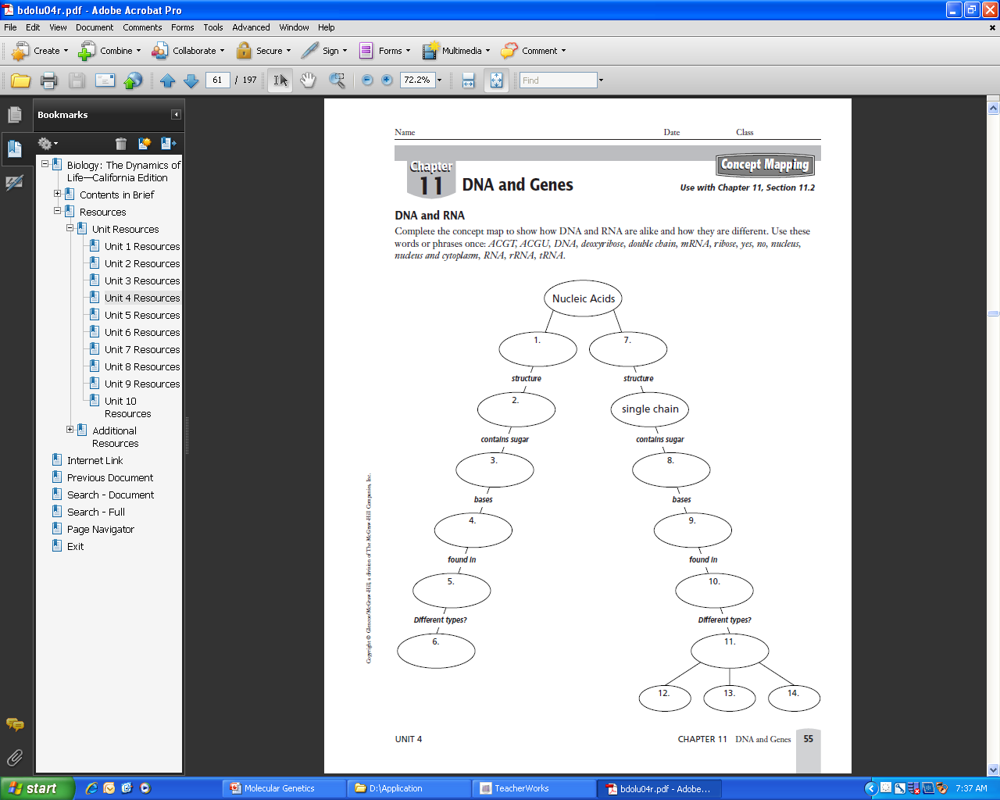 bdolu04r.pdf - Adobe Acrobat Pro
File Edit View Document Comments Forms Tools Advanced Window Help
Create Combine Collaborate Secure Sign Forms Multimedia Comment
61 / 197 72.2% Find
Bookmarks
Biology: The Dynamics of
Life—California Edition
Contents in Brief
Resources
Unit Resources
Unit 1 Resources
Unit 2 Resources
Unit 3 Resources
Unit 4 Resources
Unit 5 Resources
Unit 6 Resources
Unit 7 Resources
Unit 8 Resources
Unit 9 Resources
Unit 10
Resources
Additional
Resources
Internet Link
Previous Document
Search - Document
Search - Full
Page Navigator
Exit
Name Date Class
Chapter
11 DNA and Genes
Concept Mapping
Use with Chapter 11, Section 11.2
DNA and RNA
Complete the concept map to show how DNA and RNA are alike and how they are different. Use these
words or phrases once: ACGT, ACGU, DNA, deoxyribose, double chain, mRNA, ribose, yes, no, nucleus,
nucleus and cytoplasm, RNA, rRNA, tRNA.
Nucleic Acids
1. 7.
structure structure
2. single chain
contains sugar contains sugar
3. 8.
bases bases
4. 9.
found in found in
5. 10.
Different types? Different types?
6. 11.
12. 13. 14.
Copyright © Glencoe/McGraw-Hill, a division of The McGraw-Hill Companies, Inc.
UNIT 4 CHAPTER 11 DNA and Genes 55
start Molecular Genetics D:\Application TeacherWorks bdolu04r.pdf - Adobe... 7:37 AM